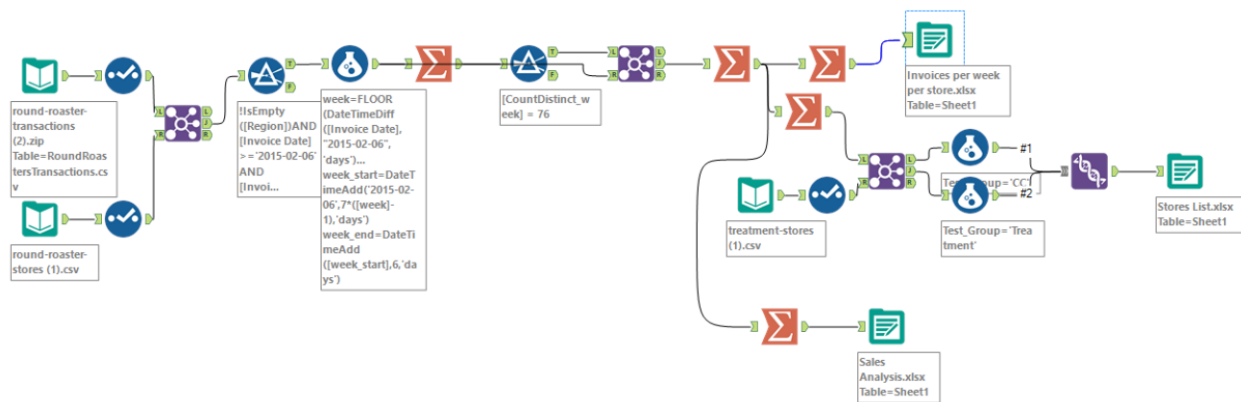 round-roaster-
transactions
(2).zip
Table=RoundRoas
tersTransactions.cs
v
round-roaster-
stores (1).csv
L
R
L
J
R
!IsEmpty
([Region])AND
[Invoice Date]
>='2015-02-06'
AND
[Invoi...
T
F
week=FLOOR
(DateTimeDiff
([Invoice Date],
"2015-02-06",
'days')...
week_start=DateT
imeAdd('2015-02-
06',7*([week]-
1),'days')
week_end=DateTi
meAdd
([week_start],6,'da
ys')
T
F
[CountDistinct_w
eek] = 76
L
R
L
J
R
Invoices per week
per store.xlsx
Table=Sheet1
treatment-stores
(1).csv
L
R
L
J
R
#1
#2
Test_Group='Trea
tment'
Stores List.xlsx
Table=Sheet1
Sales
Analysis.xlsx
Table=Sheet1